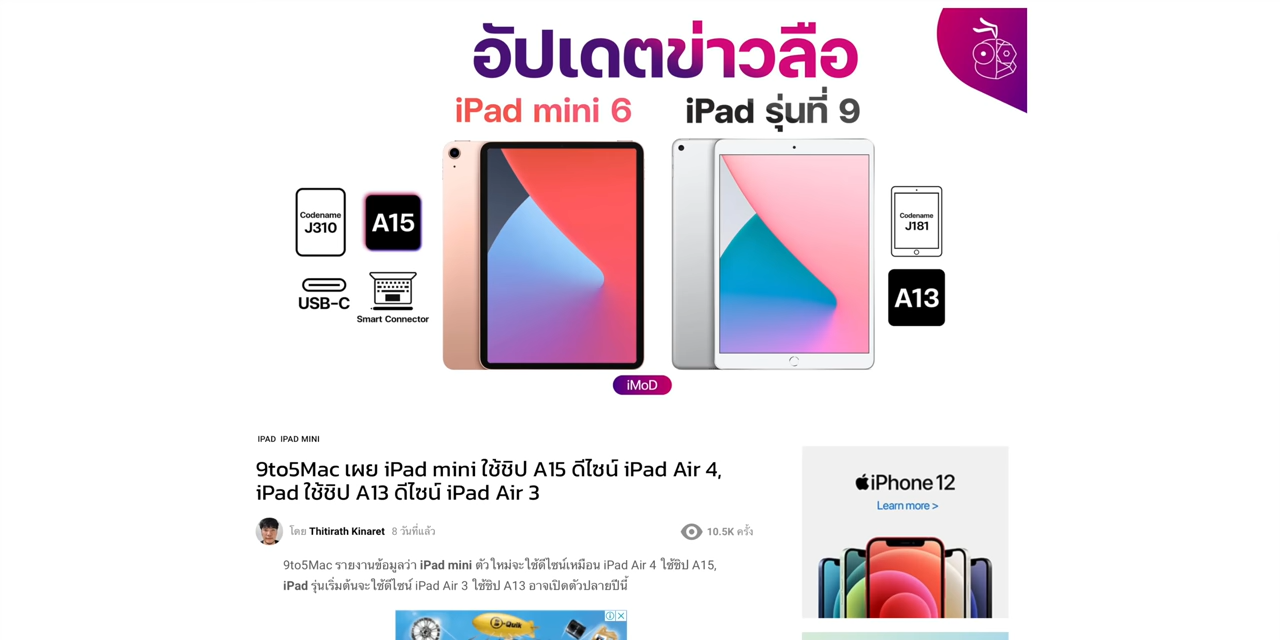 อัปเดตข่าวลือ
iPad mini 6
iPad รุ่นที่ 9
Codename
J310
A15
USB-C
Smart Connector
Codename
J181
A13
iMoD
IPAD IPAD MINI
9to5Mac เผย iPad mini ใช้ชิป A15 ดีไซน์ iPad Air 4,
iPad ใช้ชิป A13 ดีไซน์ iPad Air 3
โดย Thitirath Kinaret 8 วันที่แล้ว
10.5K ครั้ง
9to5Mac รายงานข้อมูลว่า iPad mini ตัวใหม่จะใช้ดีไซน์เหมือน iPad Air 4 ใช้ชิป A15,
iPad รุ่นเริ่มต้นจะใช้ดีไซน์ iPad Air 3 ใช้ชิป A13 อาจเปิดตัวปลายปีนี้
B-Quik
iPhone 12
Learn more >